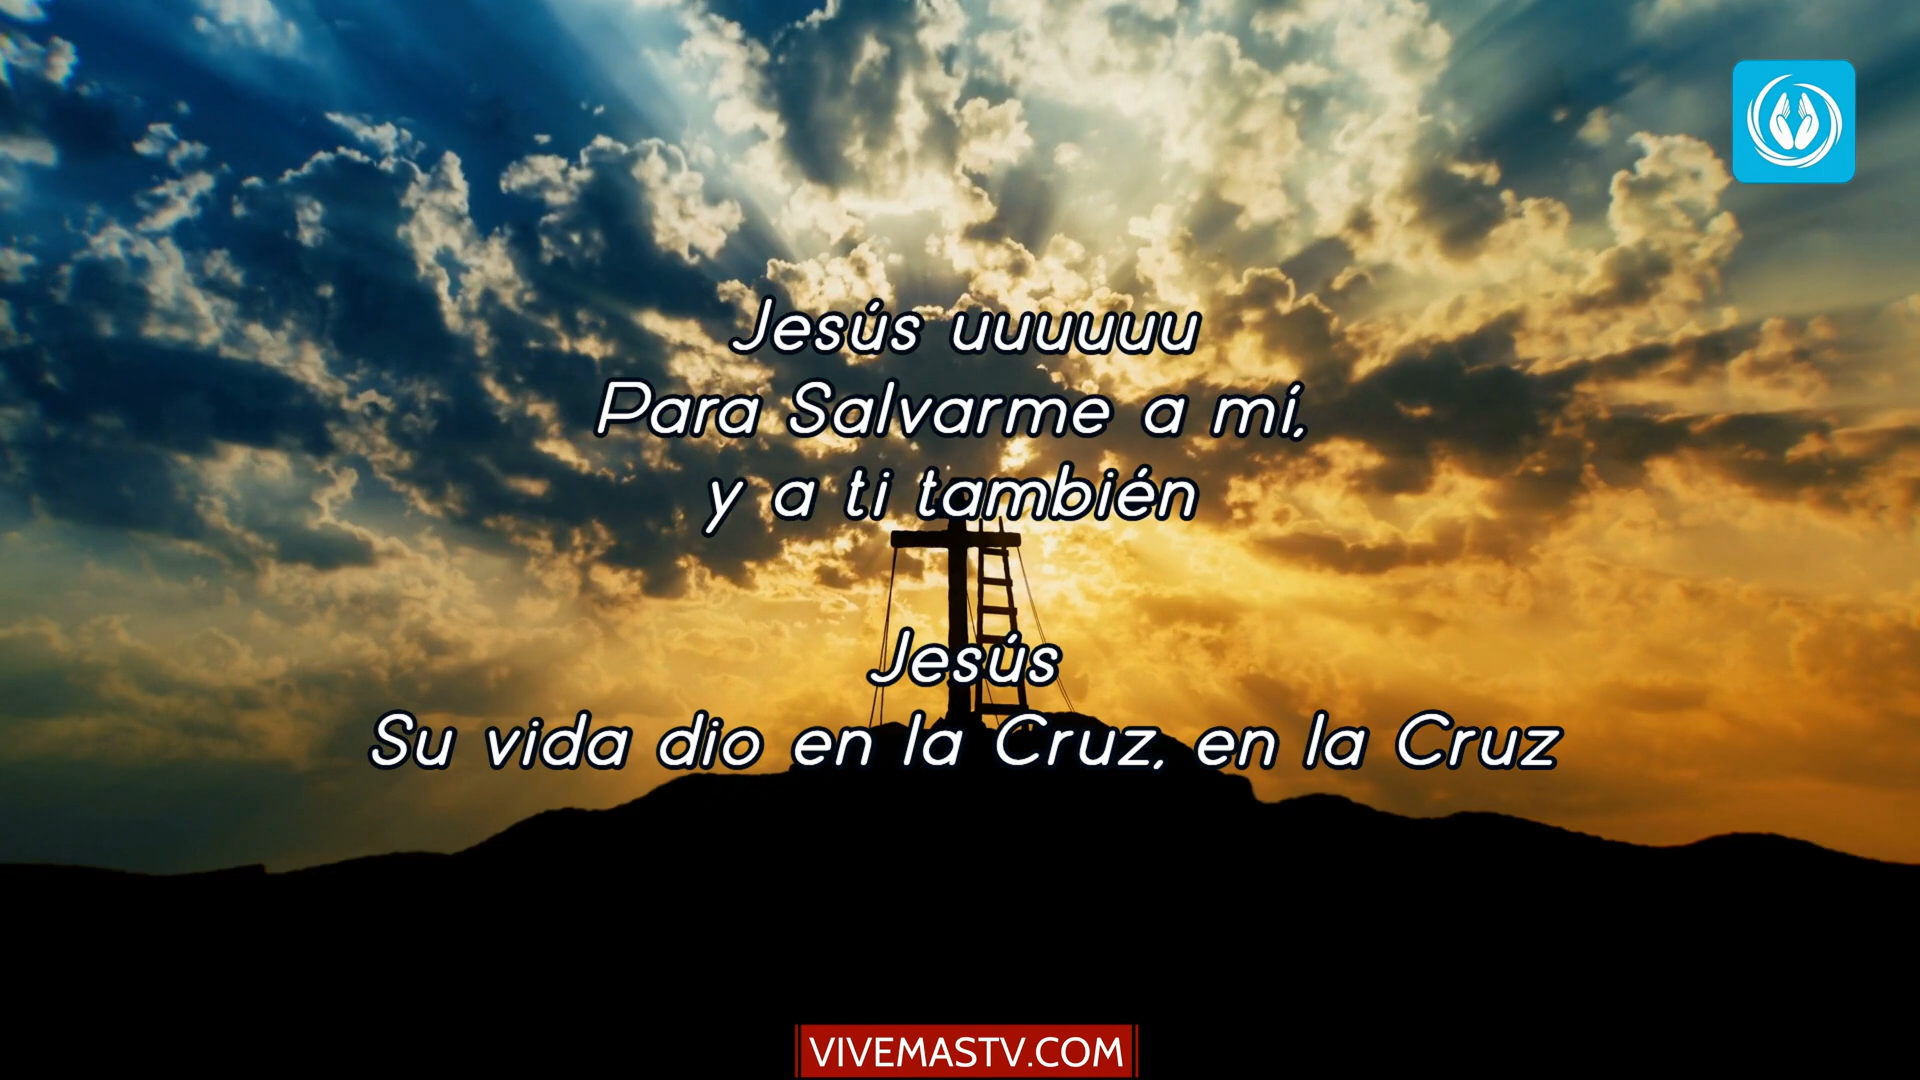 Jesús uuuuuu
Para Salvarme a mí,
y a ti también
Jesús
Su vida dio en la Cruz, en la Cruz
VIVEMASTV.COM